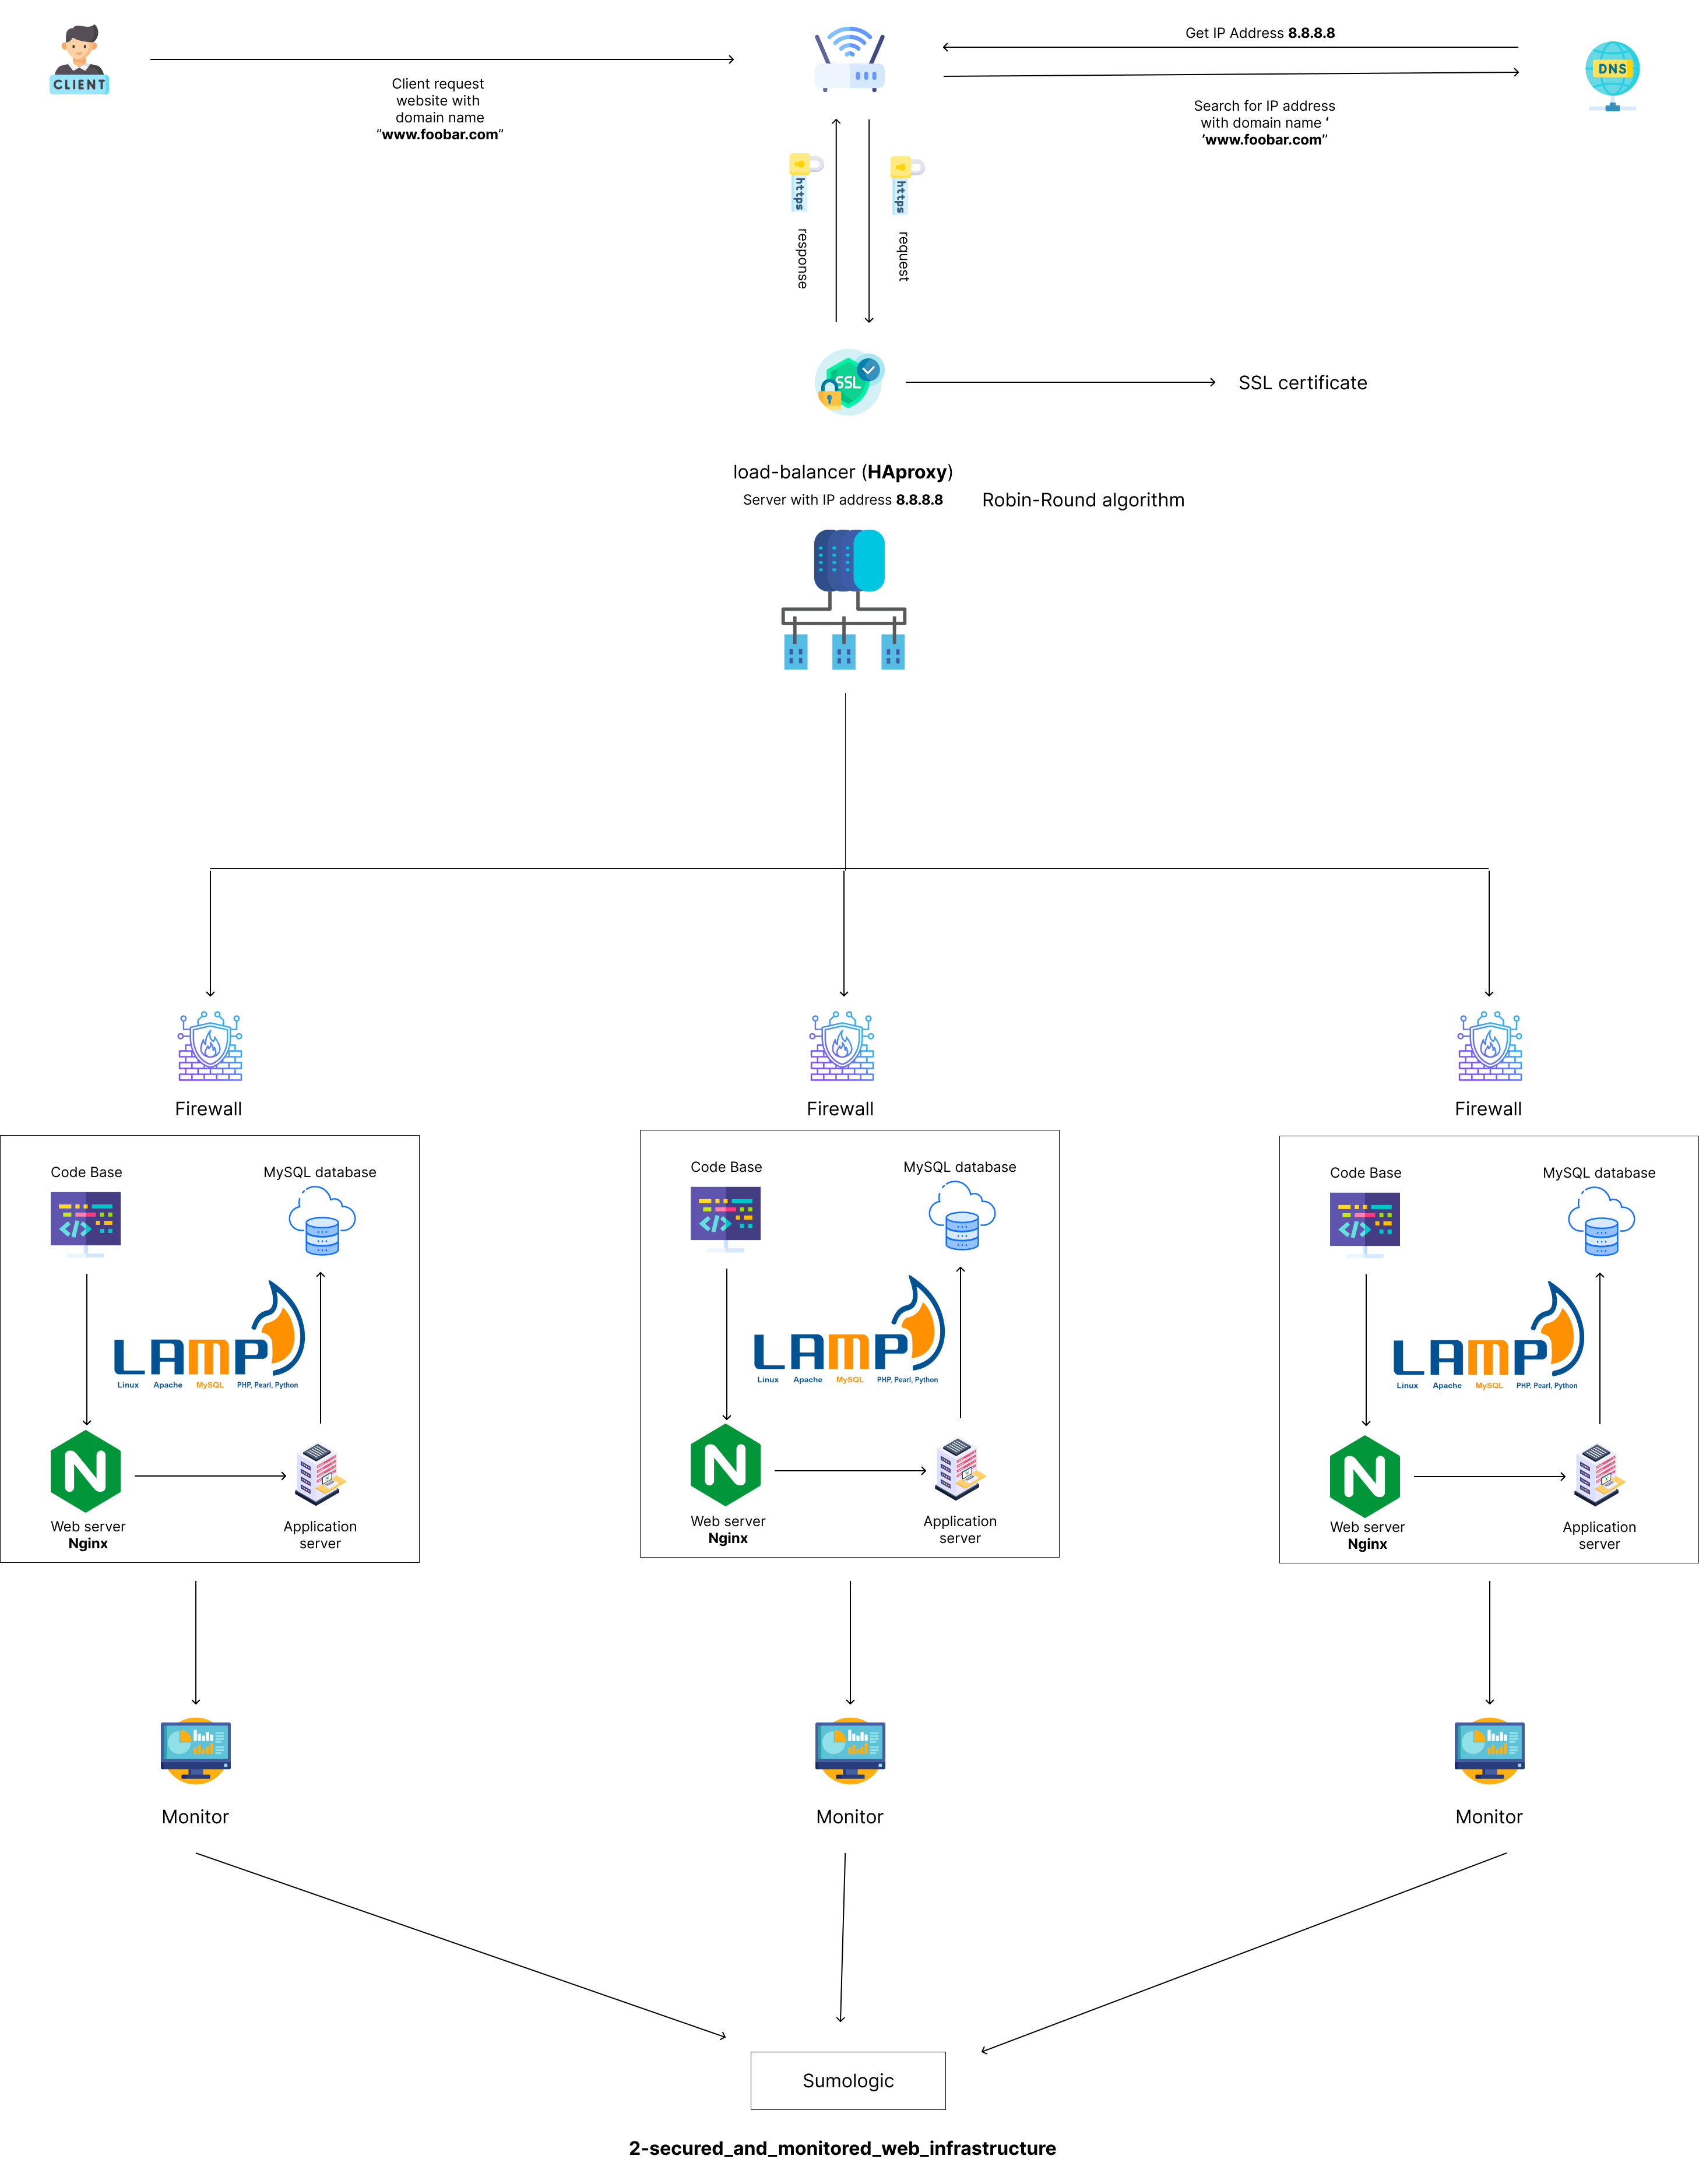 CLIENT
Client request
website with
domain name
"www.foobar.com"
Get IP Address 8.8.8.8
DNS
Search for IP address
with domain name '
'www.foobar.com"
https
response
https
request
SSL
SSL certificate
load-balancer (HAproxy)
Server with IP address 8.8.8.8
Robin-Round algorithm
Firewall
Firewall
Firewall
Code Base
MySQL database
LAMP
Linux Apache MySQL PHP, Pearl, Python
N
Web server
Nginx
Application
server
Code Base
MySQL database
LAMP
Linux Apache MySQL PHP, Pearl, Python
N
Web server
Nginx
Application
server
Code Base
MySQL database
LAMP
Linux Apache MySQL PHP, Pearl, Python
N
Web server
Nginx
Application
server
Monitor
Monitor
Monitor
Sumologic
2-secured_and_monitored_web_infrastructure